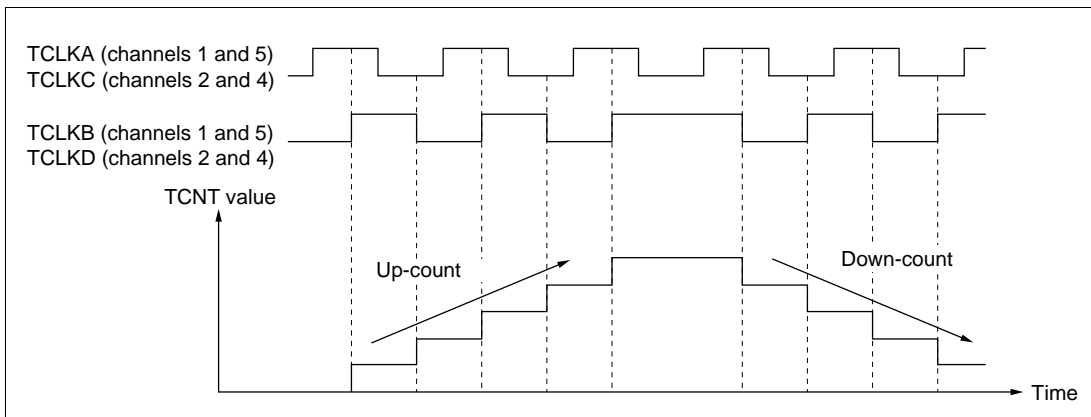 TCLKA (channels 1 and 5)
TCLKC (channels 2 and 4)
TCLKB (channels 1 and 5)
TCLKD (channels 2 and 4)
TCNT value
Up-count
Down-count
Time